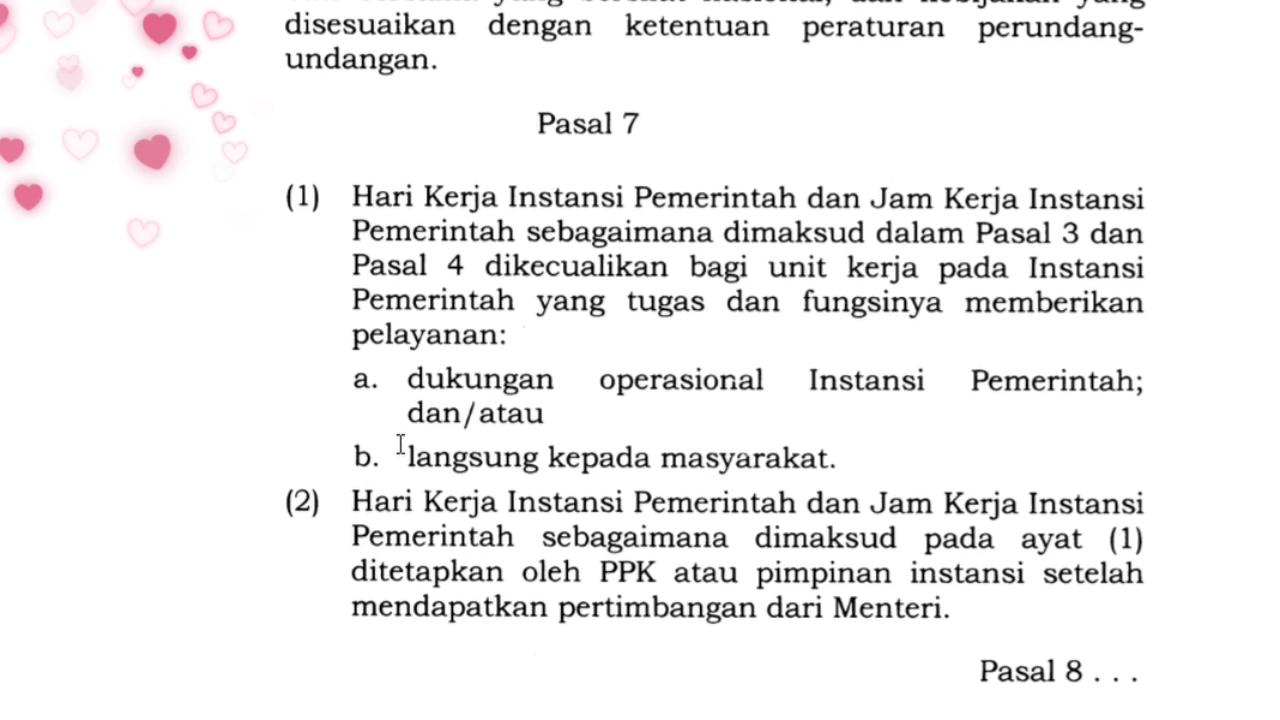 disesuaikan dengan ketentuan peraturan perundang-
undangan.
Pasal 7
(1) Hari Kerja Instansi Pemerintah dan Jam Kerja Instansi
Pemerintah sebagaimana dimaksud dalam Pasal 3 dan
Pasal 4 dikecualikan bagi unit kerja pada Instansi
Pemerintah yang tugas dan fungsinya memberikan
pelayanan:
a. dukungan operasional Instansi Pemerintah;
dan/atau
b. langsung kepada masyarakat.
(2) Hari Kerja Instansi Pemerintah dan Jam Kerja Instansi
Pemerintah sebagaimana dimaksud pada ayat (1)
ditetapkan oleh PPK atau pimpinan instansi setelah
mendapatkan pertimbangan dari Menteri.
Pasal 8 . . .